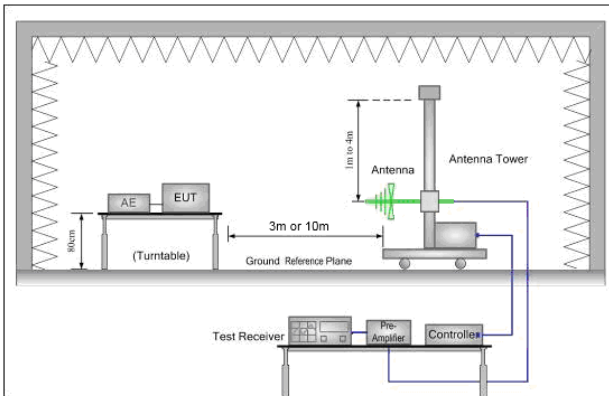 1m to 4m
Antenna
Antenna Tower
AE
EUT
80cm
(Turntable)
3m or 10m
Ground Reference Plane
Test Receiver
Pre-
Amplifier
Controller